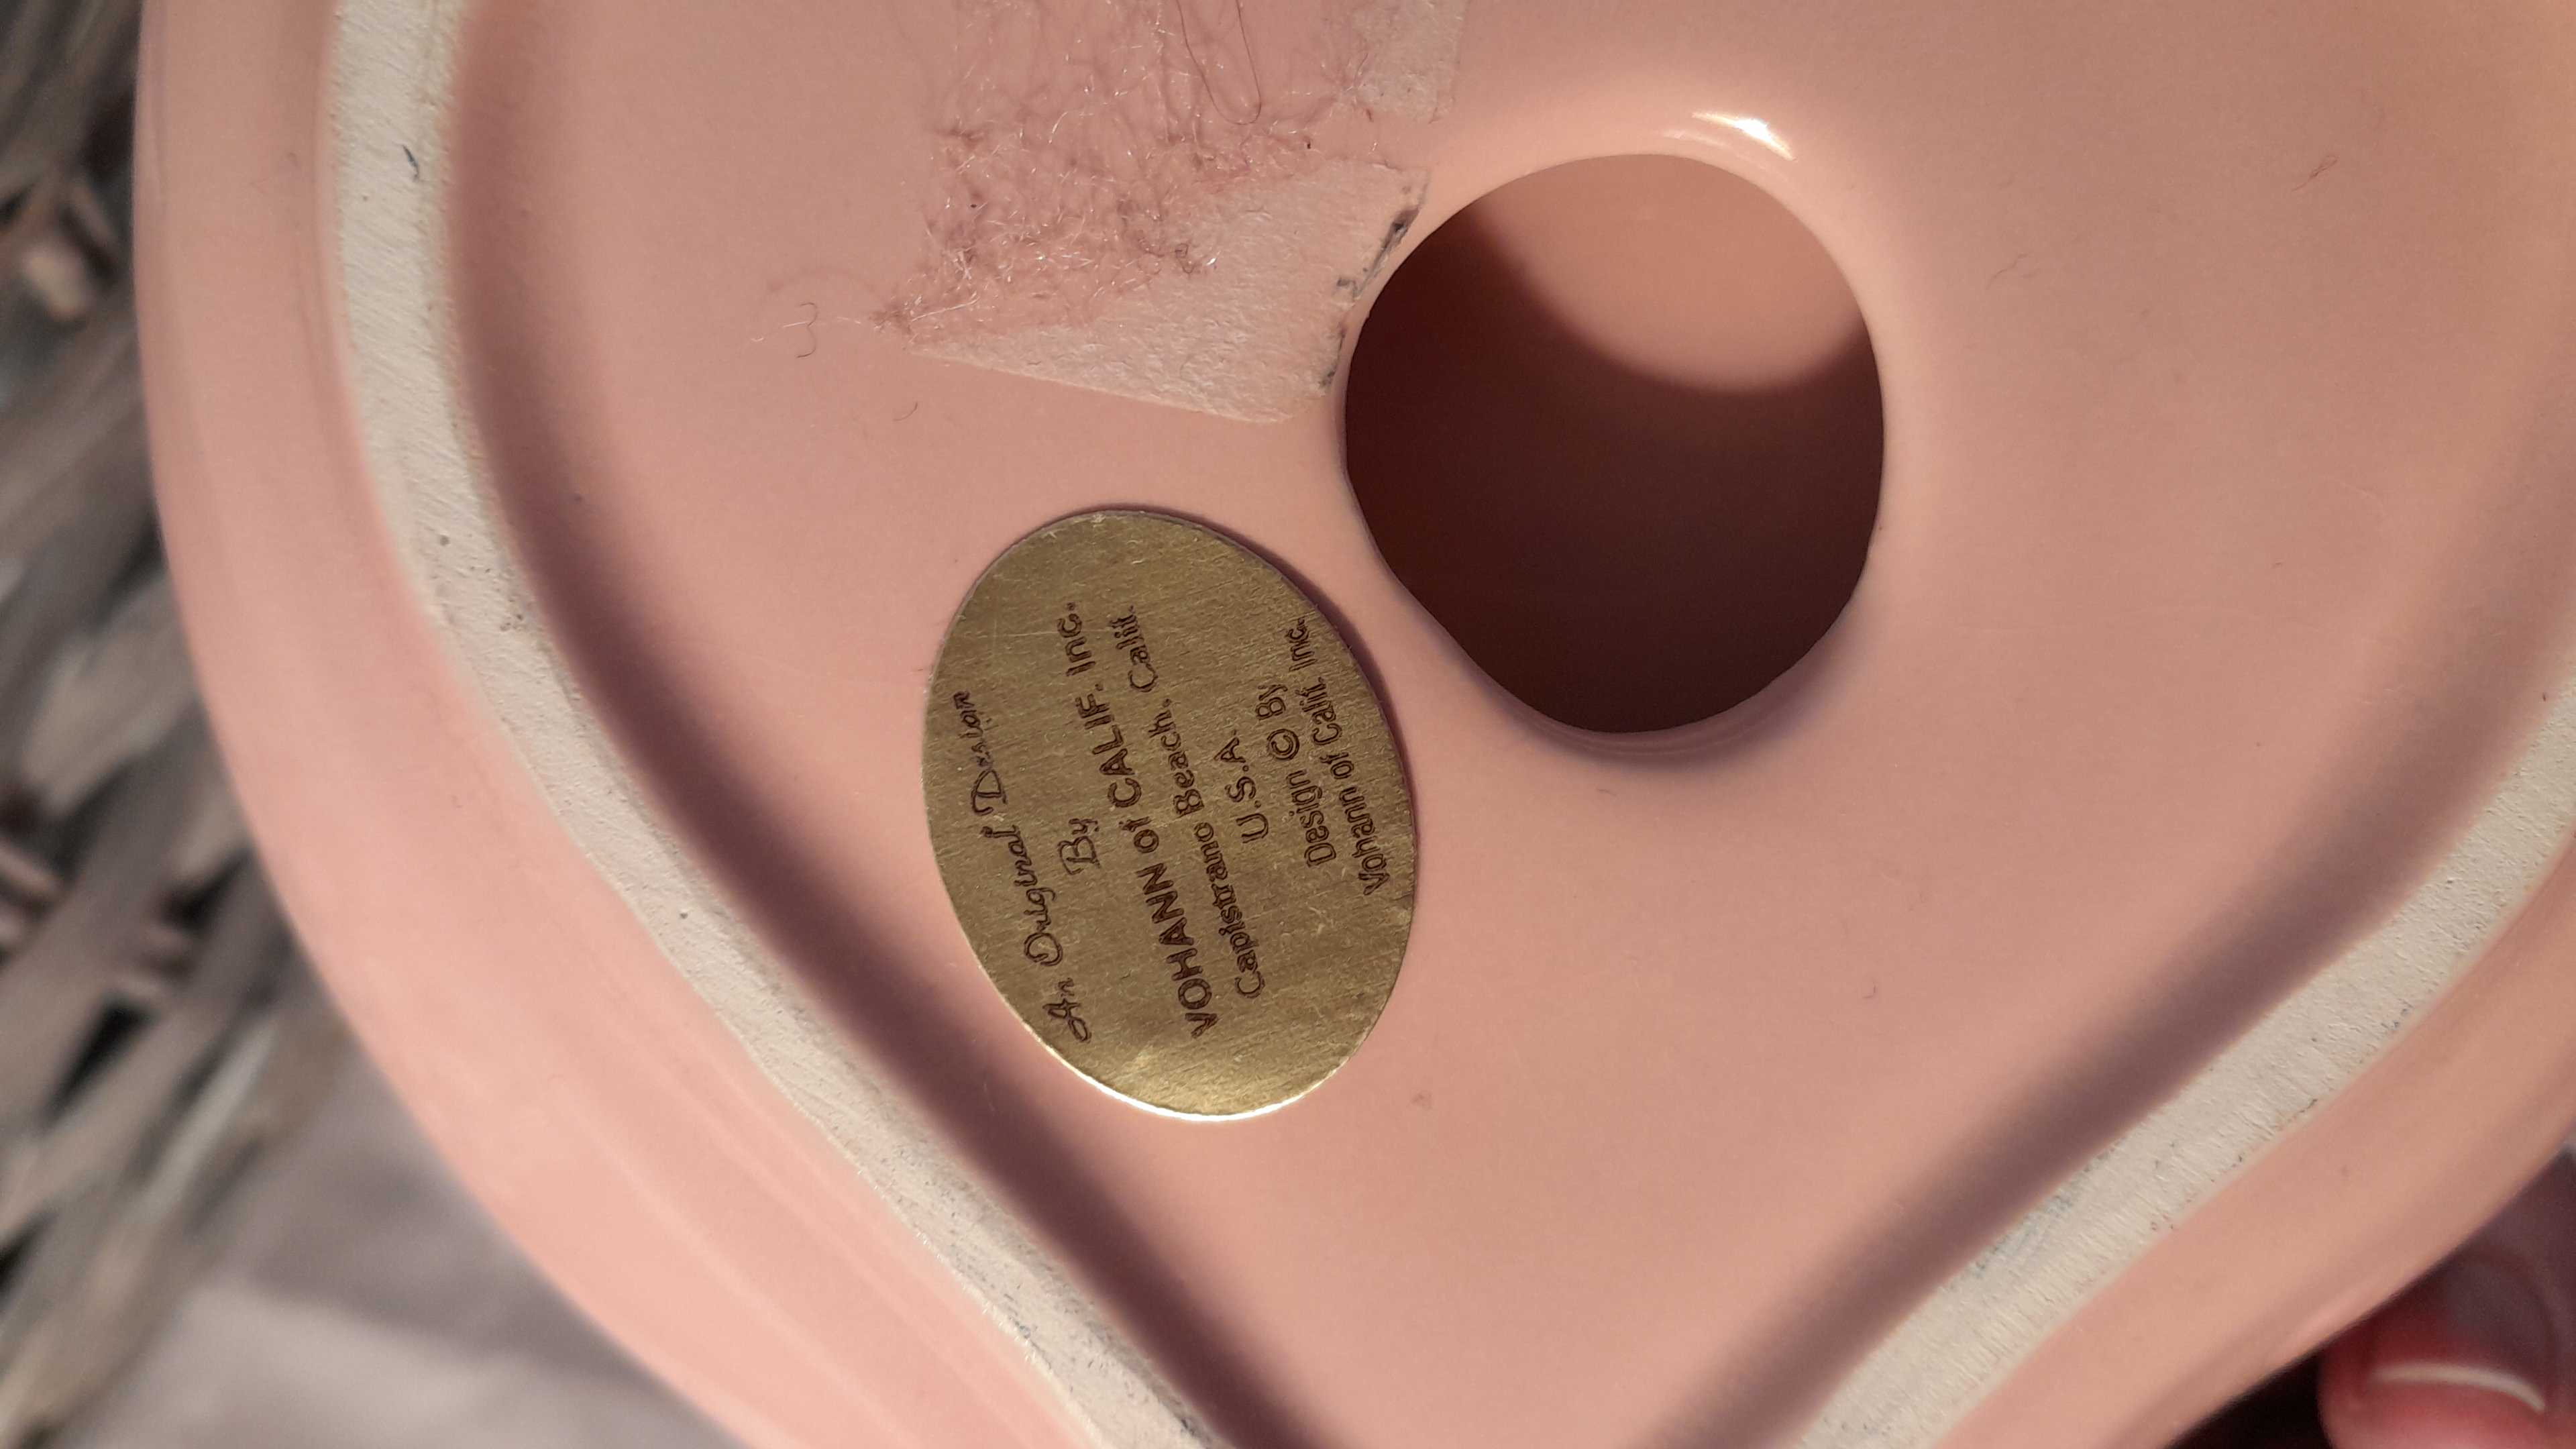 An Original Design
By
VOHANN of CALIF. Inc.
Capistrano Beach, Calif.
U.S.A.
Design © By
Vohann of Calif. Inc.